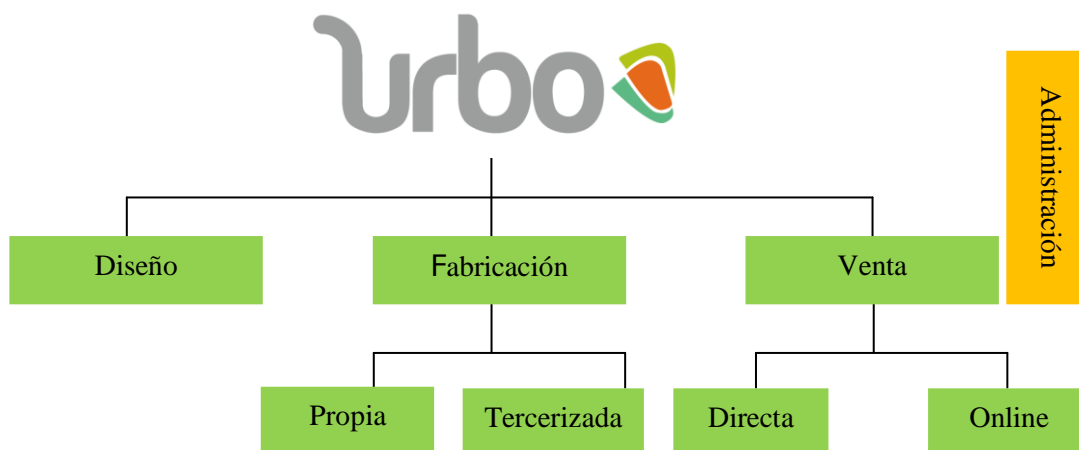 urbo
Administración
Diseño
Fabricación
Venta
Propia
Tercerizada
Directa
Online